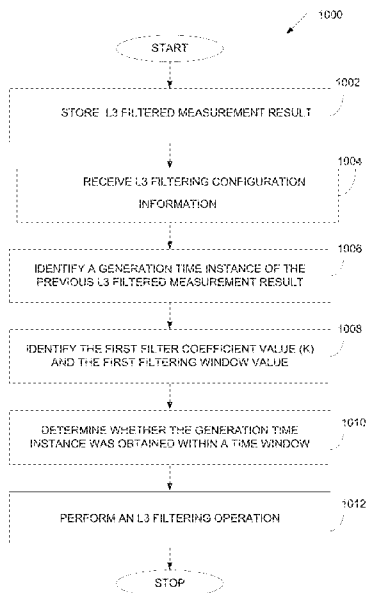 1000
START
1002
STORE L3 FILTERED MEASUREMENT RESULT
1004
RECEIVE L3 FILTERING CONFIGURATION
INFORMATION
1006
IDENTIFY A GENERATION TIME INSTANCE OF THE
PREVIOUS L3 FILTERED MEASUREMENT RESULT
1008
IDENTIFY THE FIRST FILTER COEFFICIENT VALUE (K)
AND THE FIRST FILTERING WINDOW VALUE
1010
DETERMINE WHETHER THE GENERATION TIME
INSTANCE WAS OBTAINED WITHIN A TIME WINDOW
1012
PERFORM AN L3 FILTERING OPERATION
STOP